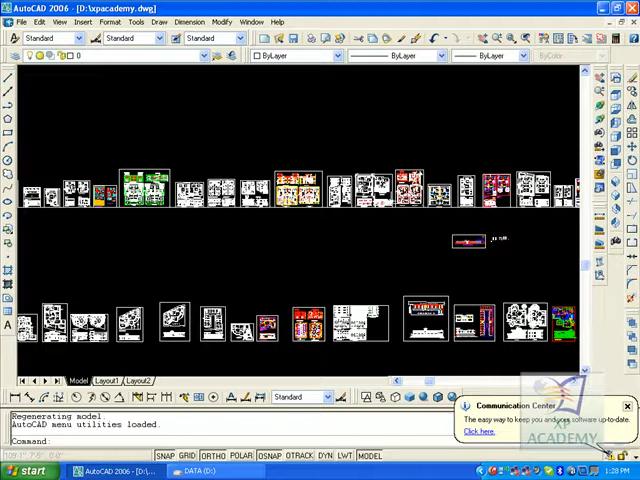 AutoCAD 2006 - [D:\xpacademy.dwg]
File Edit View Insert Format Tools Draw Dimension Modify Window Help
Standard Standard Standard
0 ByLayer ByLayer ByLayer ByColor
Model Layout1 Layout2
Standard
Communication Center
The easy way to keep your software up-to-date.
Click here.
XP
ACADEMY
Regenerating model.
AutoCAD menu utilities loaded.
Command:
SNAP GRID ORTHO POLAR OSNAP OTRACK DYN LWT MODEL
start AutoCAD 2006 - [D:\... DATA (D:) 1:28 PM